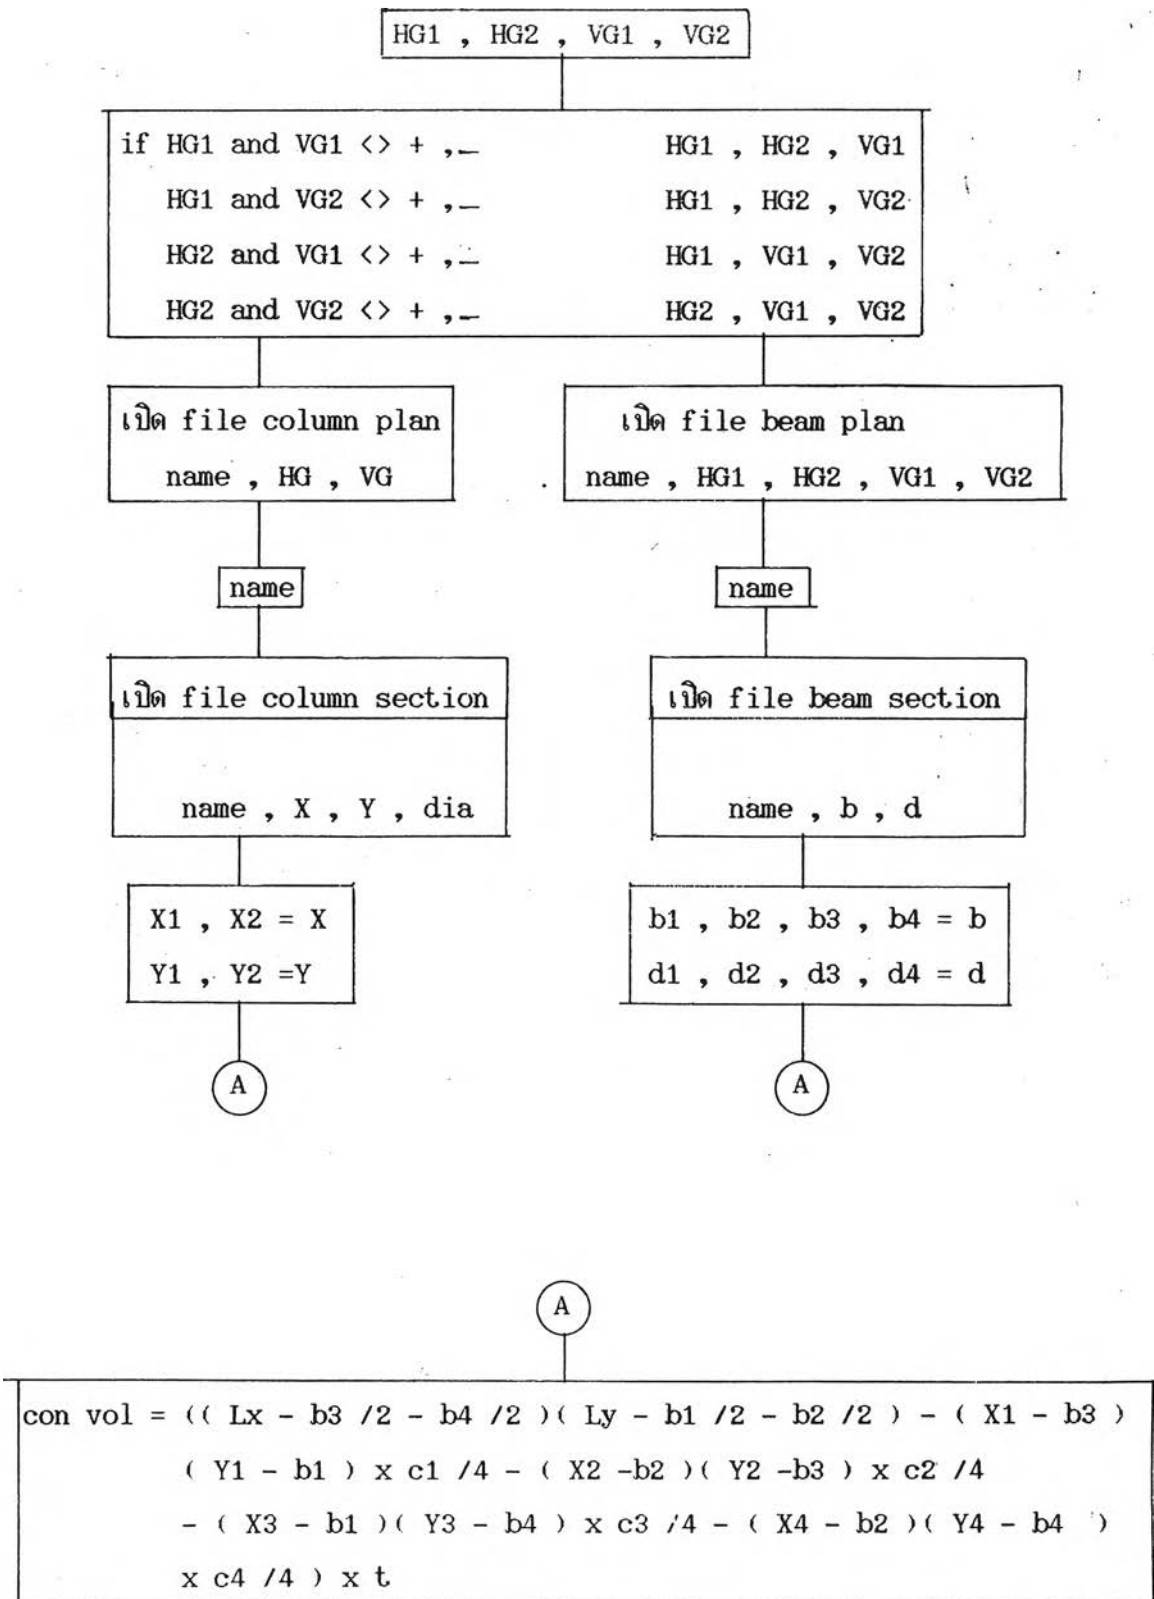 HG1 , HG2 , VG1 , VG2
if HG1 and VG1 <> + ,_ HG1 , HG2 , VG1
HG1 and VG2 <> + ,_ HG1 , HG2 , VG2
HG2 and VG1 <> + ,_ HG1 , VG1 , VG2
HG2 and VG2 <> + ,_ HG2 , VG1 , VG2
เปิด file column plan
name , HG , VG
เปิด file beam plan
name , HG1 , HG2 , VG1 , VG2
name
name
เปิด file column section
name , X , Y , dia
เปิด file beam section
name , b , d
X1 , X2 = X
Y1 , Y2 =Y
b1 , b2 , b3 , b4 = b
d1 , d2 , d3 , d4 = d
A
A
A
con vol = (( Lx - b3 /2 - b4 /2 )( Ly - b1 /2 - b2 /2 ) - ( X1 - b3 )
( Y1 - b1 ) x c1 /4 - ( X2 -b2 )( Y2 -b3 ) x c2 /4
- ( X3 - b1 )( Y3 - b4 ) x c3 /4 - ( X4 - b2 )( Y4 - b4 )
x c4 /4 ) x t